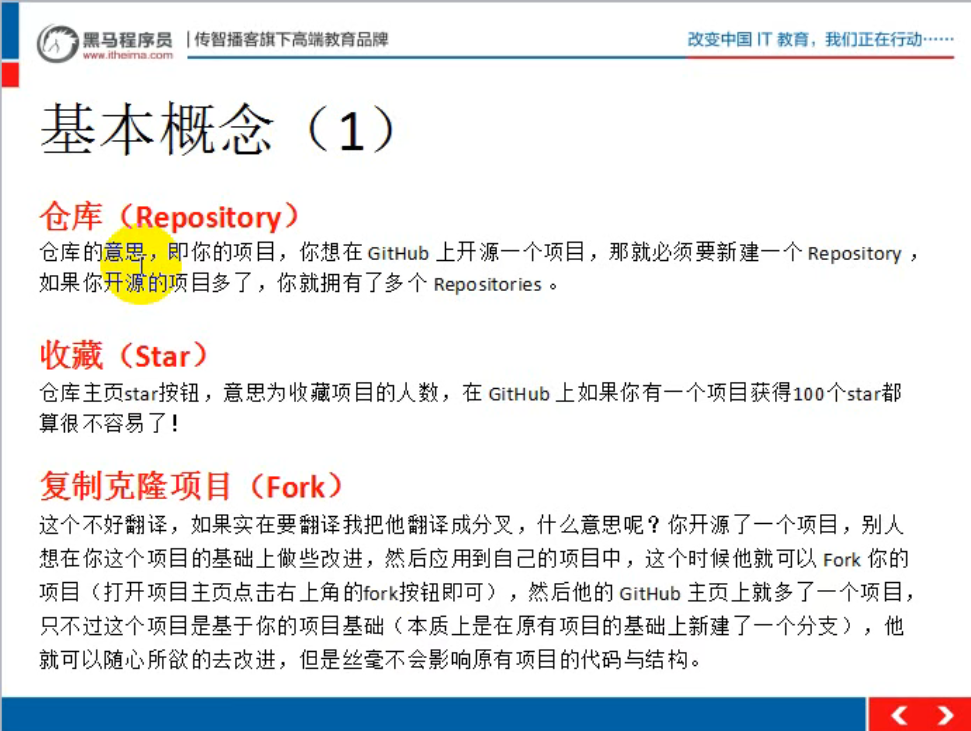 黑马程序员 | 传智播客旗下高端教育品牌
www.itheima.com
改变中国 IT 教育，我们正在行动……
基本概念（1）
仓库（Repository）
仓库的意思，即你的项目，你想在 GitHub 上开源一个项目，那就必须要新建一个 Repository ，
如果你开源的项目多了，你就拥有了多个 Repositories 。
收藏（Star）
仓库主页star按钮，意思为收藏项目的人数，在 GitHub 上如果你有一个项目获得100个star都
算很不容易了！
复制克隆项目（Fork）
这个不好翻译，如果实在要翻译我把他翻译成分叉，什么意思呢？你开源了一个项目，别人
想在你这个项目的基础上做些改进，然后应用到自己的项目中，这个时候他就可以 Fork 你的
项目（打开项目主页点击右上角的fork按钮即可），然后他的 GitHub 主页上就多了一个项目，
只不过这个项目是基于你的项目基础（本质上是在原有项目的基础上新建了一个分支），他
就可以随心所欲的去改进，但是丝毫不会影响原有项目的代码与结构。